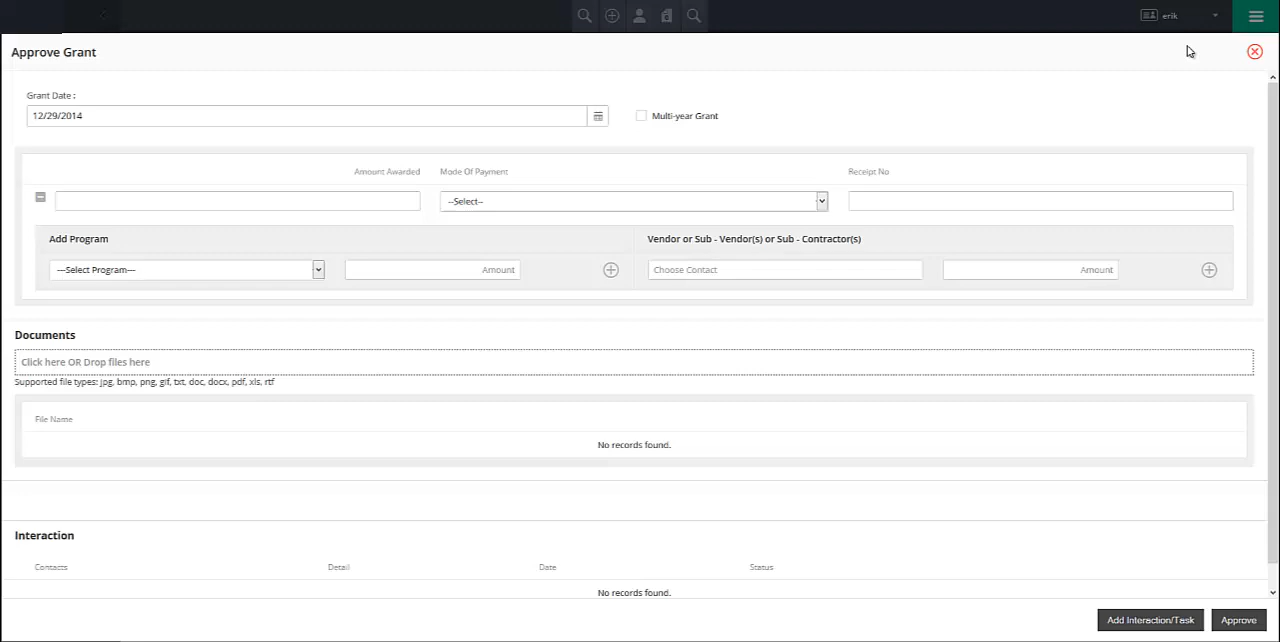 erik
Approve Grant
Grant Date :
12/29/2014
Multi-year Grant
Amount Awarded Mode Of Payment Receipt No
--Select--
Add Program Vendor or Sub - Vendor(s) or Sub - Contractor(s)
---Select Program--- Amount Choose Contact Amount
Documents
Click here OR Drop files here
Supported file types: jpg, bmp, png, gif, txt, doc, docx, pdf, xls, rtf
File Name
No records found.
Interaction
Contacts Detail Date Status
No records found.
Add Interaction/Task Approve